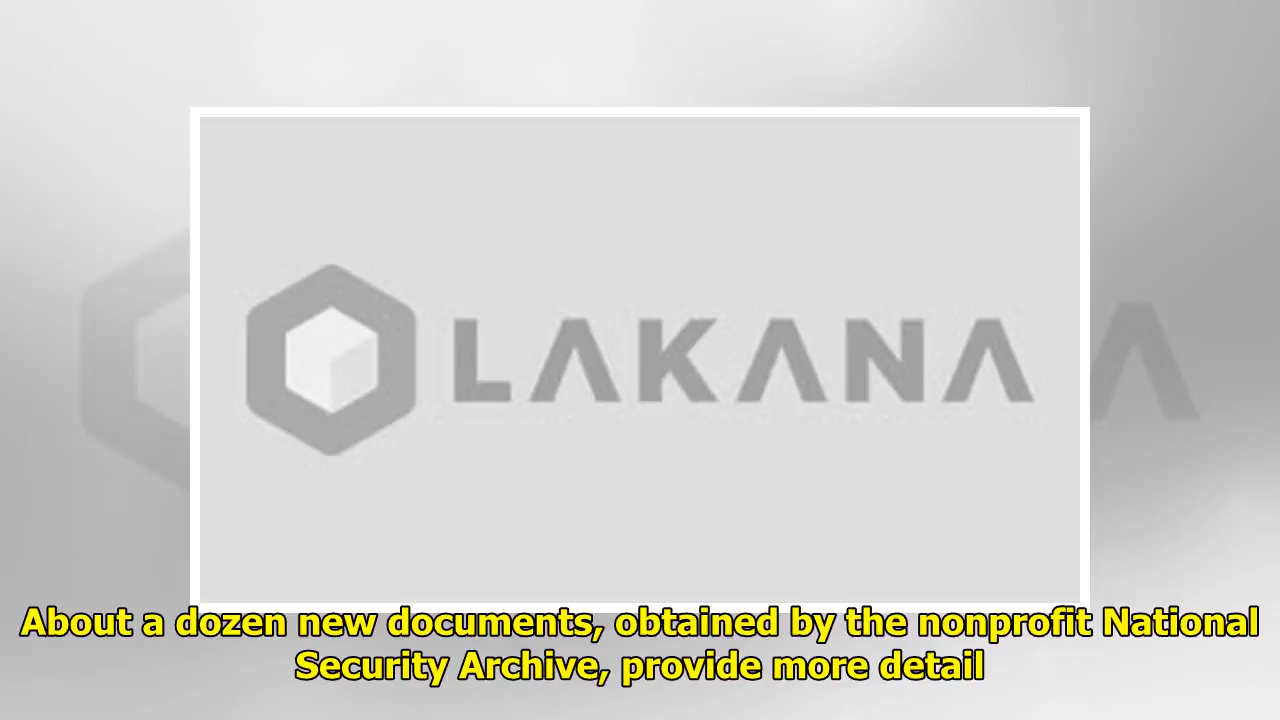 LAKANA
About a dozen new documents, obtained by the nonprofit National
Security Archive, provide more detail